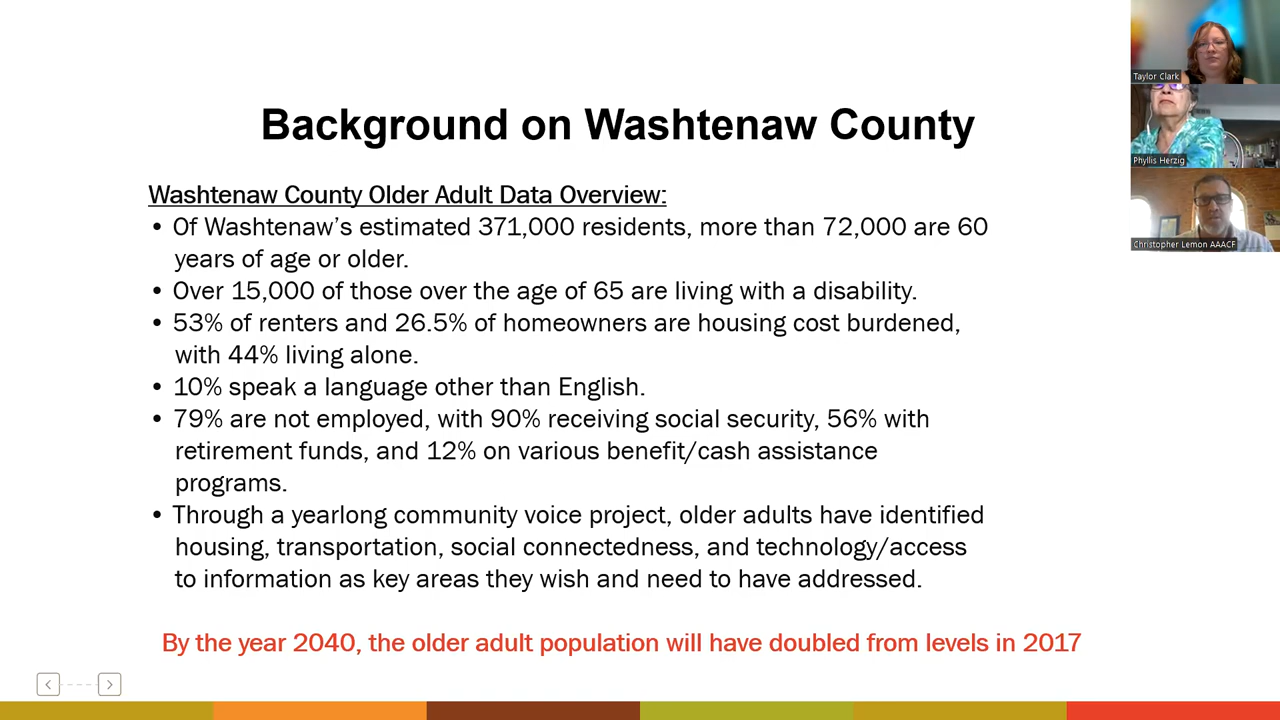 Background on Washtenaw County
Washtenaw County Older Adult Data Overview:
• Of Washtenaw’s estimated 371,000 residents, more than 72,000 are 60
years of age or older.
• Over 15,000 of those over the age of 65 are living with a disability.
• 53% of renters and 26.5% of homeowners are housing cost burdened,
with 44% living alone.
• 10% speak a language other than English.
• 79% are not employed, with 90% receiving social security, 56% with
retirement funds, and 12% on various benefit/cash assistance
programs.
• Through a yearlong community voice project, older adults have identified
housing, transportation, social connectedness, and technology/access
to information as key areas they wish and need to have addressed.
By the year 2040, the older adult population will have doubled from levels in 2017
Taylor Clark
Phyllis Herzig
Christopher Lemon AAACF